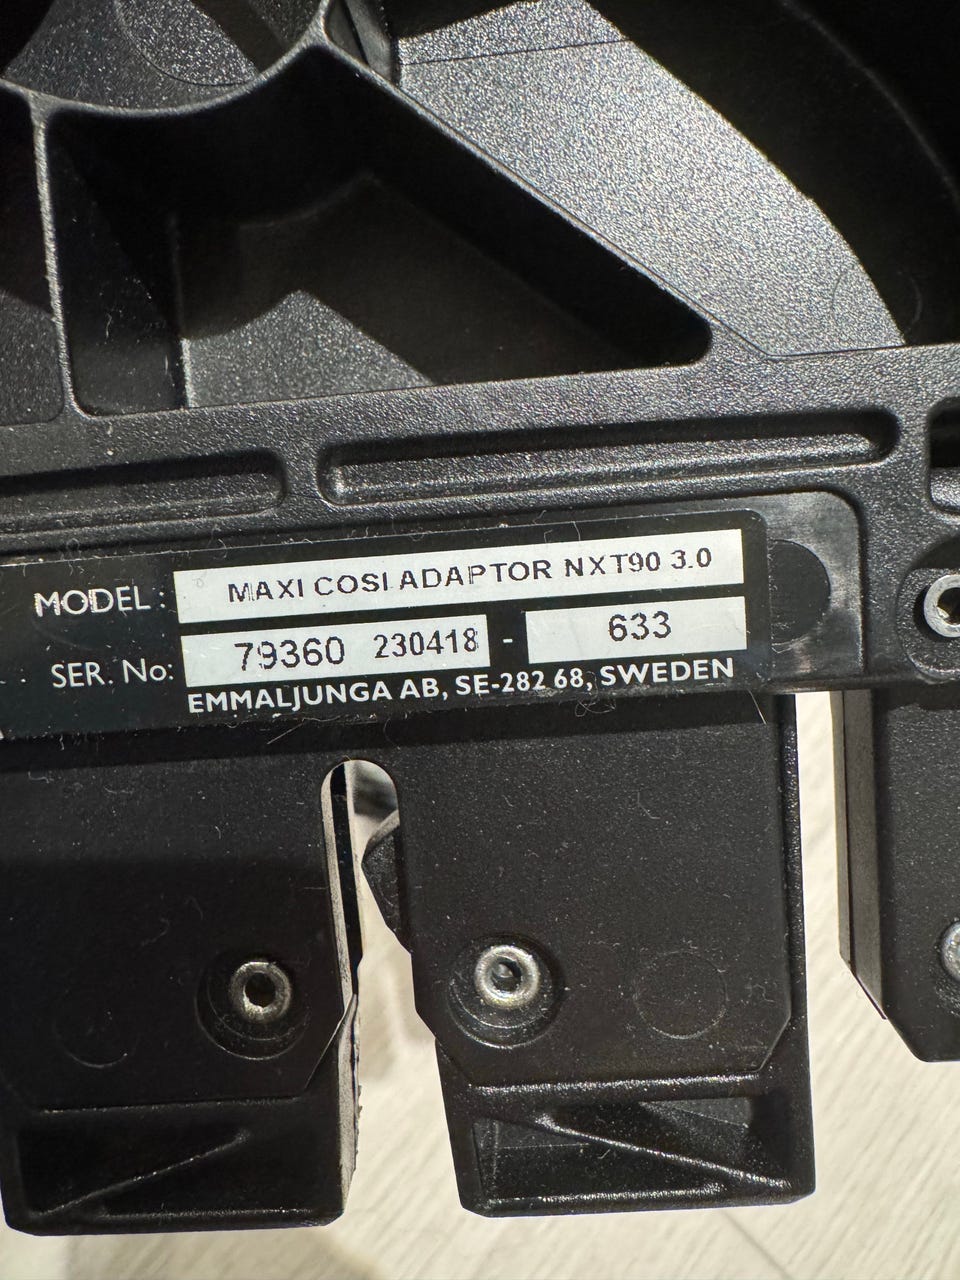 MODEL: MAXI COSI ADAPTOR NXT90 3.0
SER. No: 79360 230418 - 633
EMMALJUNGA AB, SE-282 68, SWEDEN